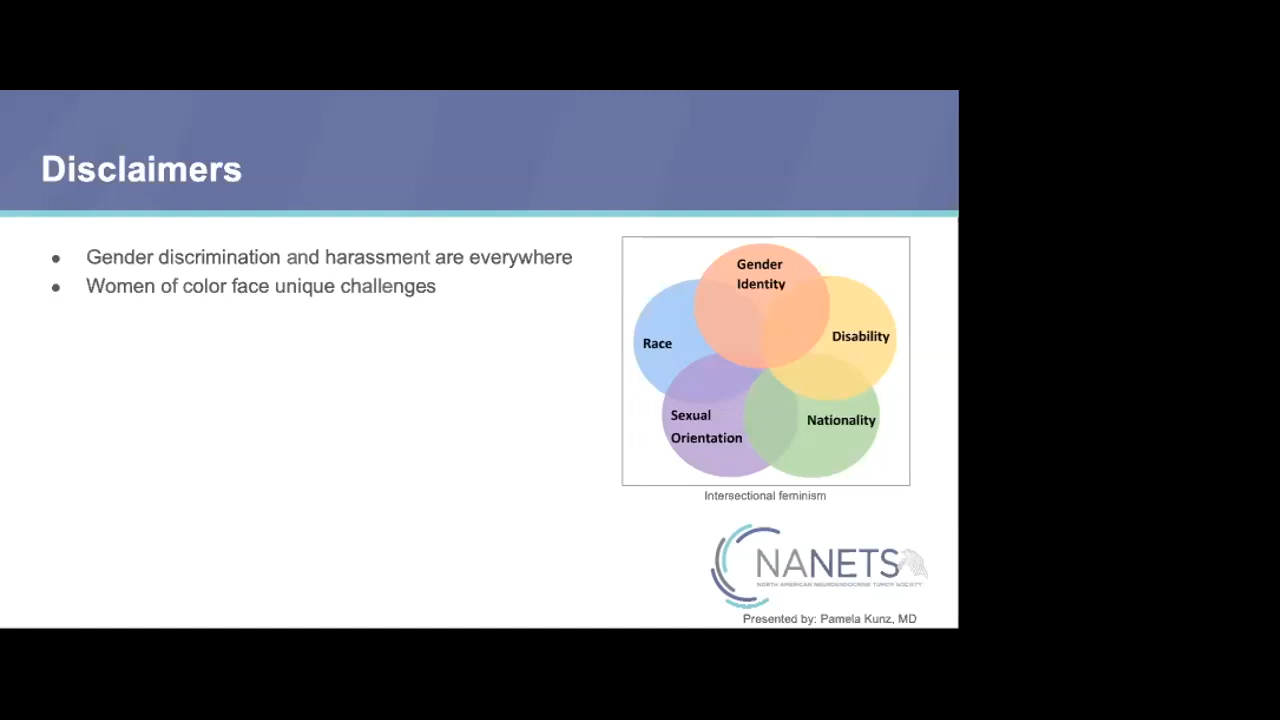 Disclaimers
● Gender discrimination and harassment are everywhere
● Women of color face unique challenges
Gender
Identity
Race
Disability
Sexual
Orientation
Nationality
Intersectional feminism
NANETS
NORTH AMERICAN NEUROENDOCRINE TUMOR SOCIETY
Presented by: Pamela Kunz, MD